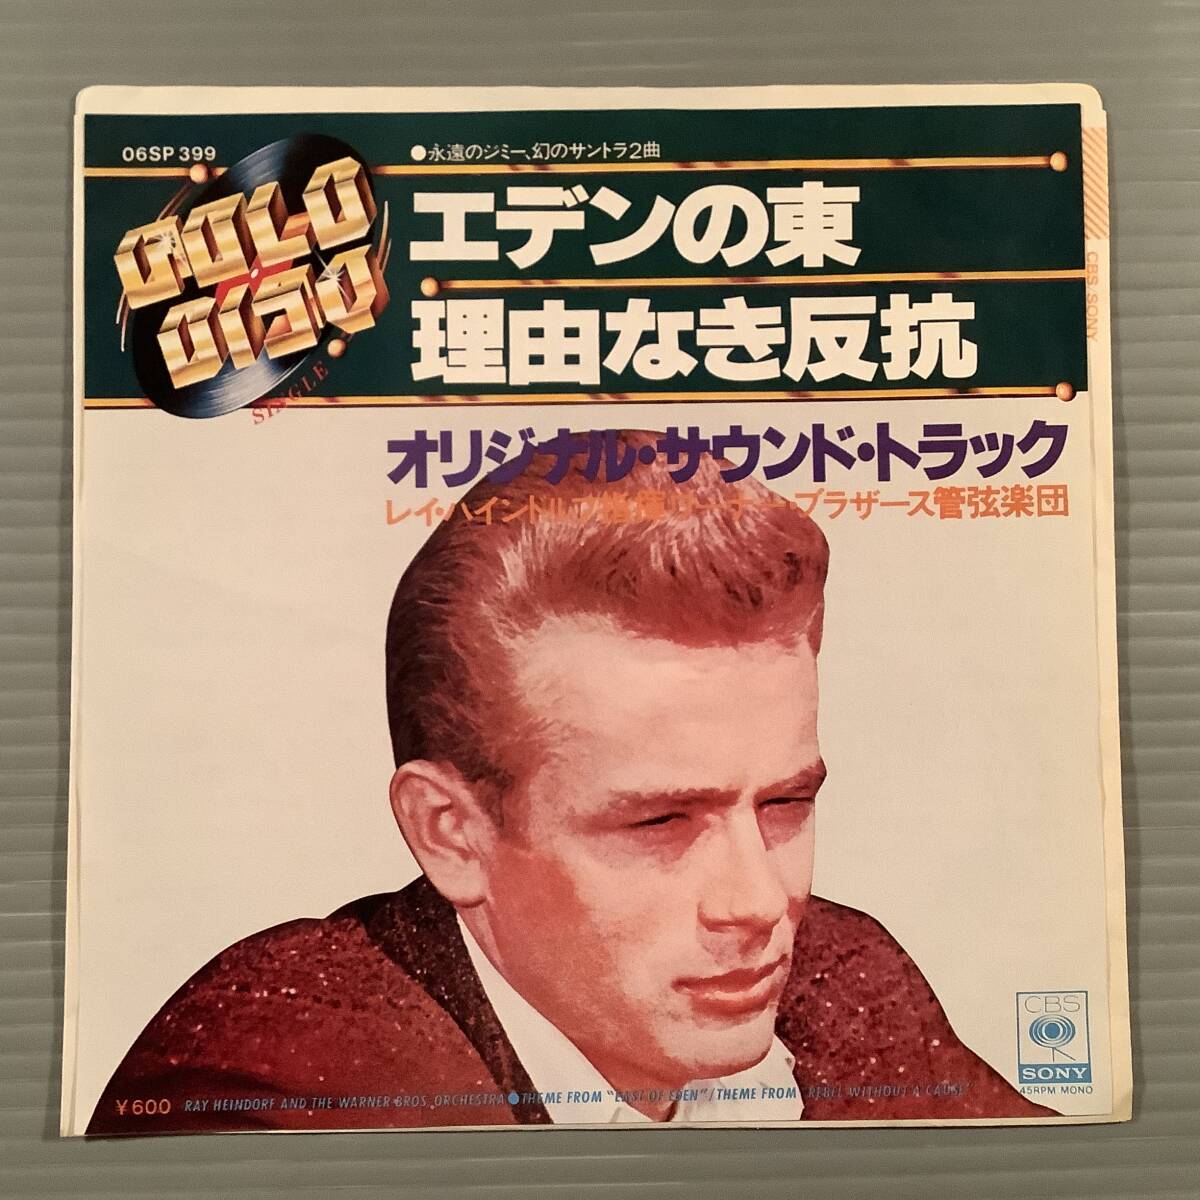 06SP 399
GOLD
DISC
SINGLE
●永遠のジミー、幻のサントラ2曲
エデンの東
理由なき反抗
オリジナル・サウンド・トラック
レイ・ハインドルフ指揮ワーナー・ブラザース管弦楽団
CBS/SONY
CBS
SONY
45RPM MONO
¥600 RAY HEINDORF AND THE WARNER BROS. ORCHESTRA●THEME FROM "EAST OF EDEN"/THEME FROM "REBEL WITHOUT A CAUSE"